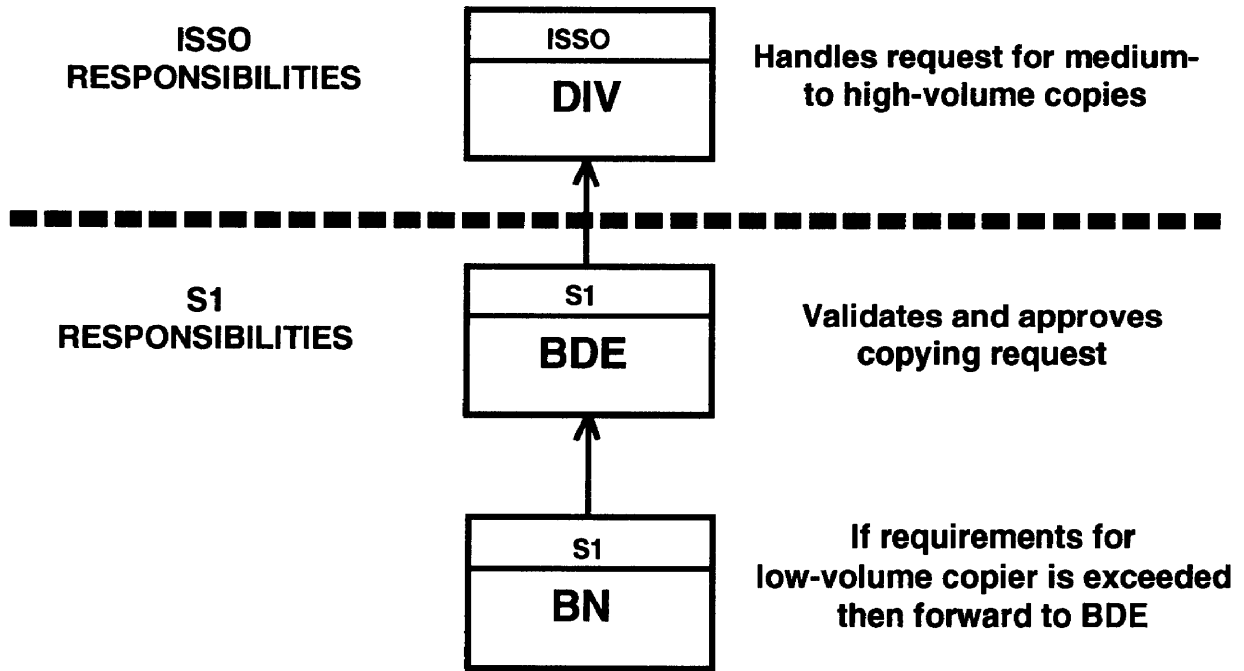 ISSO
RESPONSIBILITIES
ISSO
DIV
Handles request for medium-
to high-volume copies
S1
RESPONSIBILITIES
S1
BDE
Validates and approves
copying request
S1
BN
If requirements for
low-volume copier is exceeded
then forward to BDE